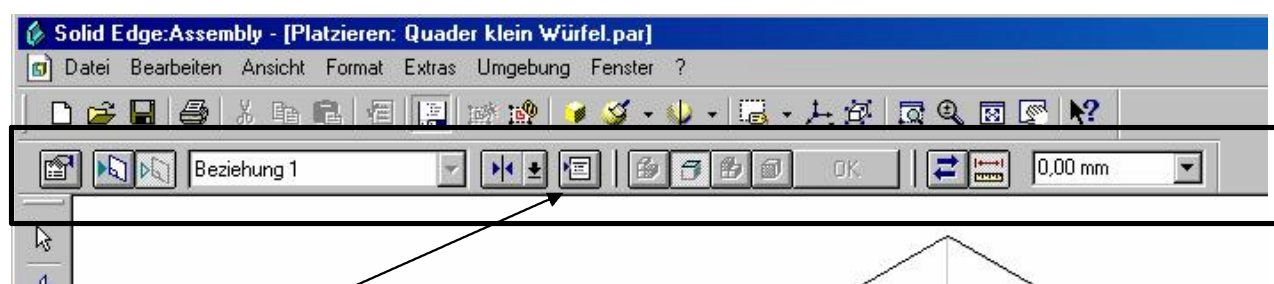 Solid Edge:Assembly - [Platzieren: Quader klein Würfel.par]
Datei Bearbeiten Ansicht Format Extras Umgebung Fenster ?
Beziehung 1 OK 0,00 mm